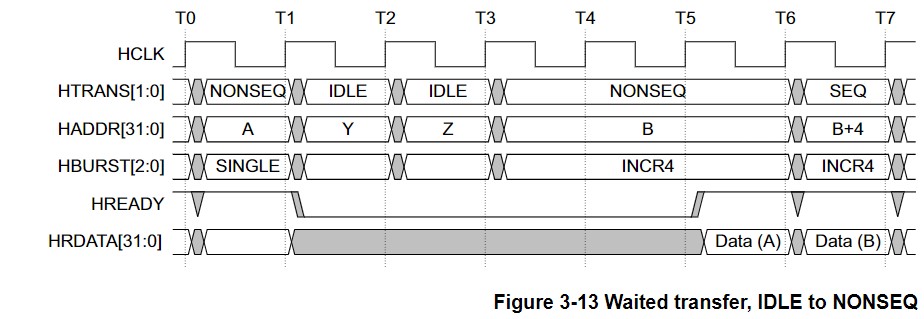 T0 T1 T2 T3 T4 T5 T6 T7
HCLK
HTRANS[1:0] NONSEQ IDLE IDLE NONSEQ SEQ
HADDR[31:0] A Y Z B B+4
HBURST[2:0] SINGLE INCR4 INCR4
HREADY
HRDATA[31:0] Data (A) Data (B)
Figure 3-13 Waited transfer, IDLE to NONSEQ